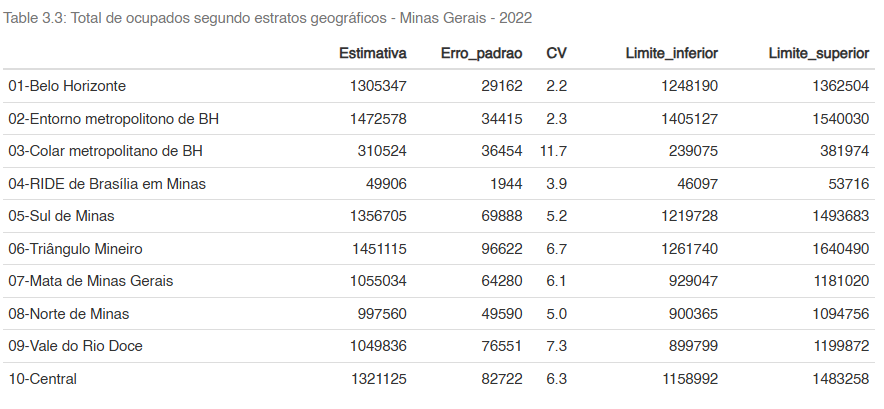 Table 3.3: Total de ocupados segundo estratos geográficos - Minas Gerais - 2022
Estimativa Erro_padrao CV Limite_inferior Limite_superior
01-Belo Horizonte 1305347 29162 2.2 1248190 1362504
02-Entorno metropolitono de BH 1472578 34415 2.3 1405127 1540030
03-Colar metropolitano de BH 310524 36454 11.7 239075 381974
04-RIDE de Brasília em Minas 49906 1944 3.9 46097 53716
05-Sul de Minas 1356705 69888 5.2 1219728 1493683
06-Triângulo Mineiro 1451115 96622 6.7 1261740 1640490
07-Mata de Minas Gerais 1055034 64280 6.1 929047 1181020
08-Norte de Minas 997560 49590 5.0 900365 1094756
09-Vale do Rio Doce 1049836 76551 7.3 899799 1199872
10-Central 1321125 82722 6.3 1158992 1483258